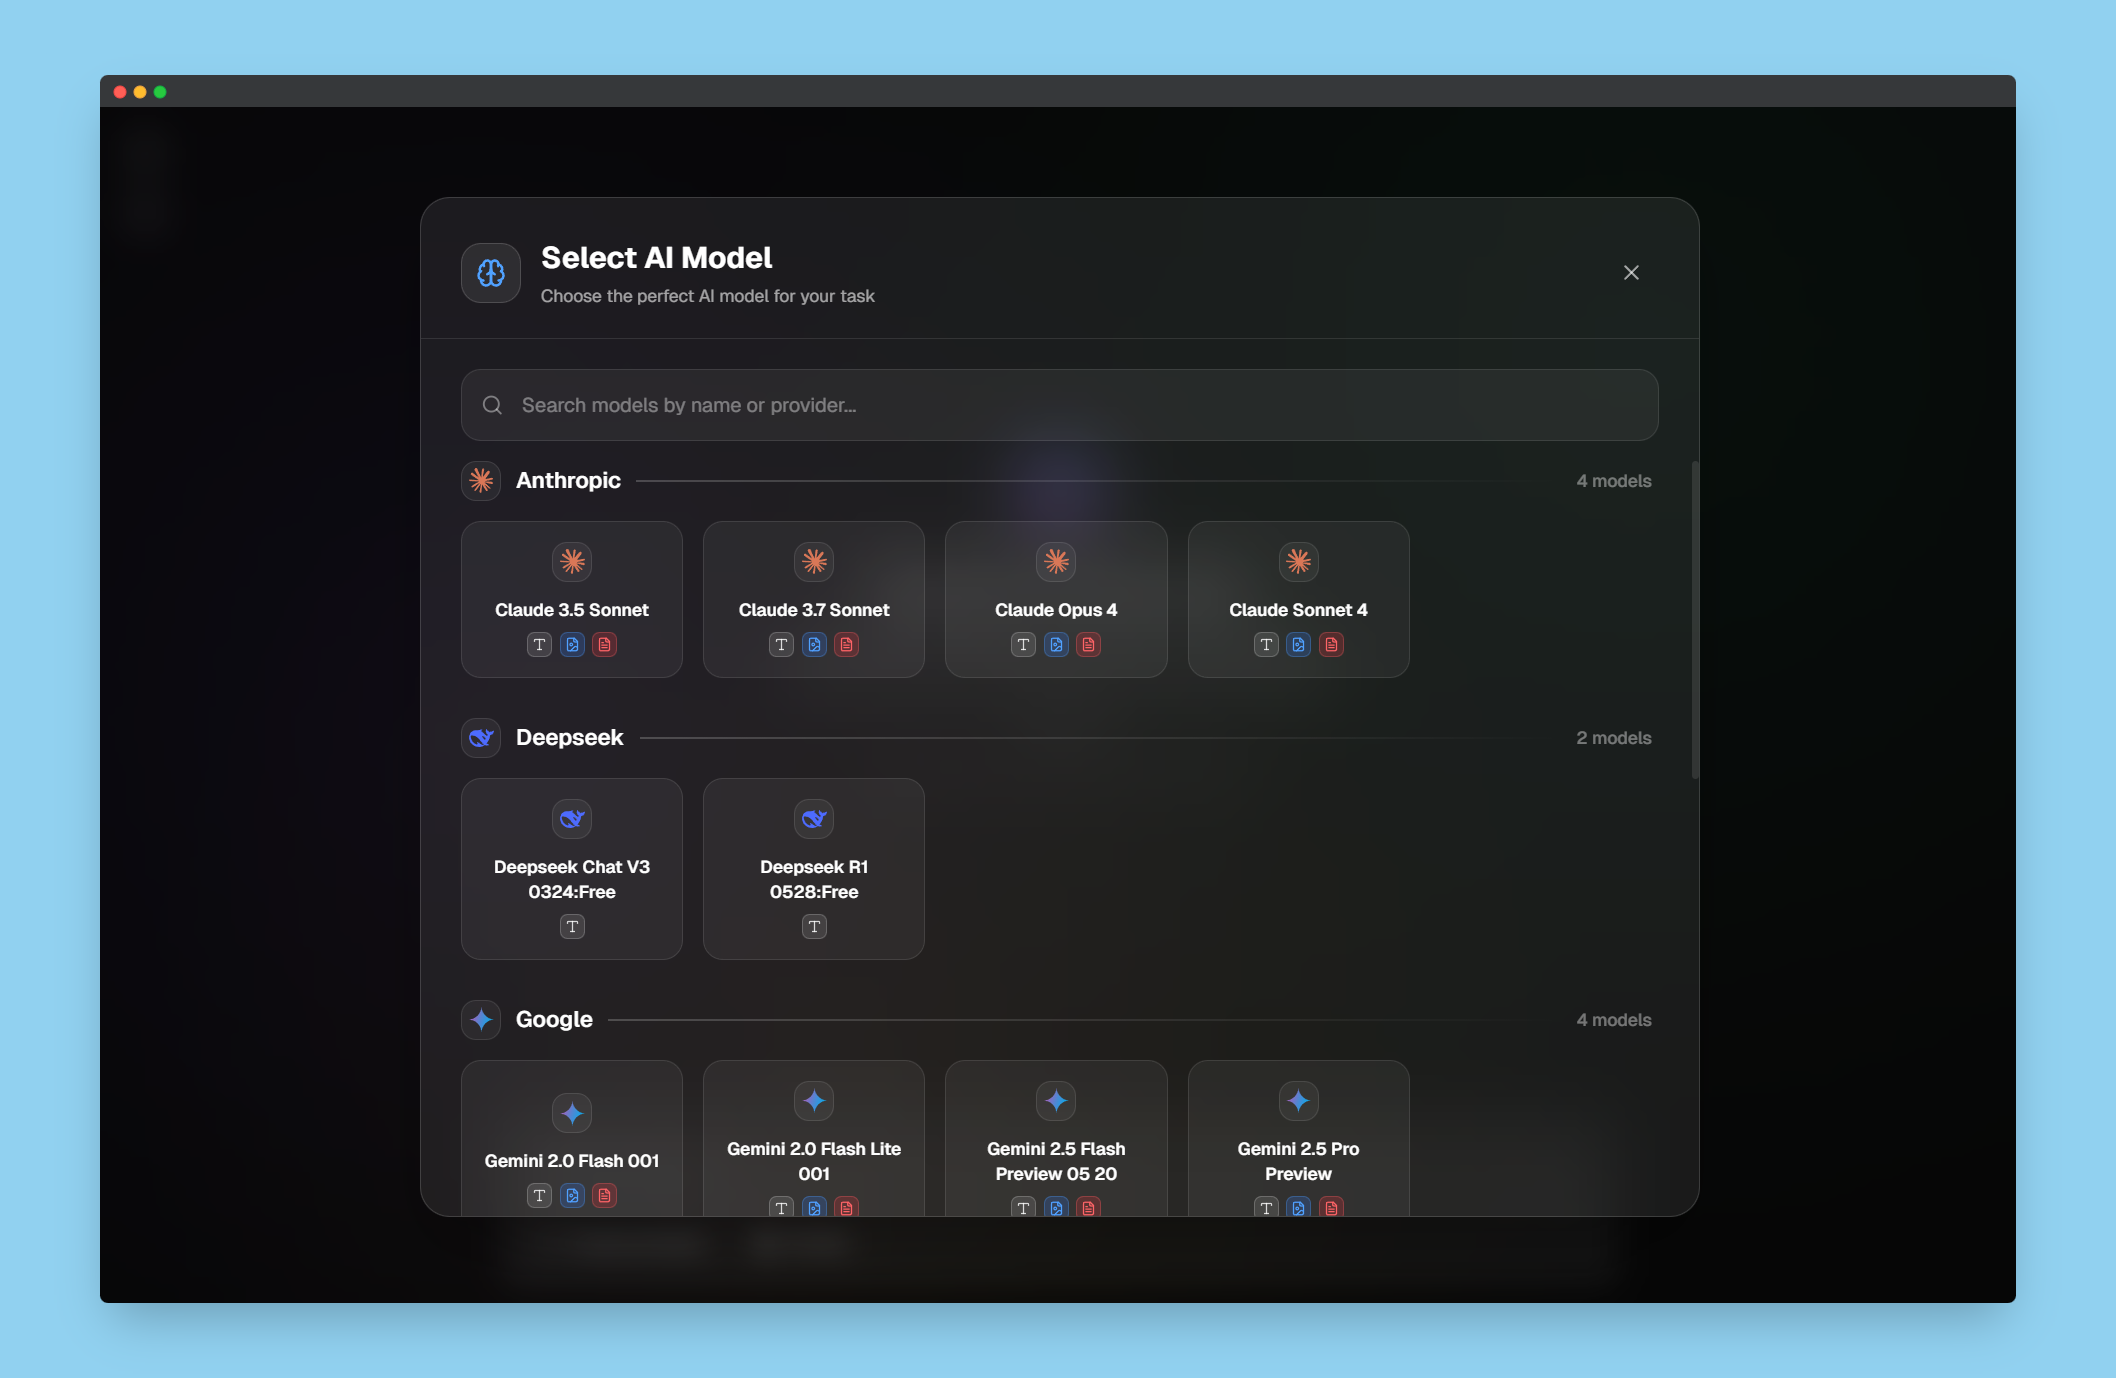 Select AI Model
Choose the perfect AI model for your task
Search models by name or provider...
Anthropic
4 models
Claude 3.5 Sonnet
T
Claude 3.7 Sonnet
T
Claude Opus 4
T
Claude Sonnet 4
T
Deepseek
2 models
Deepseek Chat V3
0324:Free
T
Deepseek R1
0528:Free
T
Google
4 models
Gemini 2.0 Flash 001
T
Gemini 2.0 Flash Lite
001
T
Gemini 2.5 Flash
Preview 05 20
T
Gemini 2.5 Pro
Preview
T